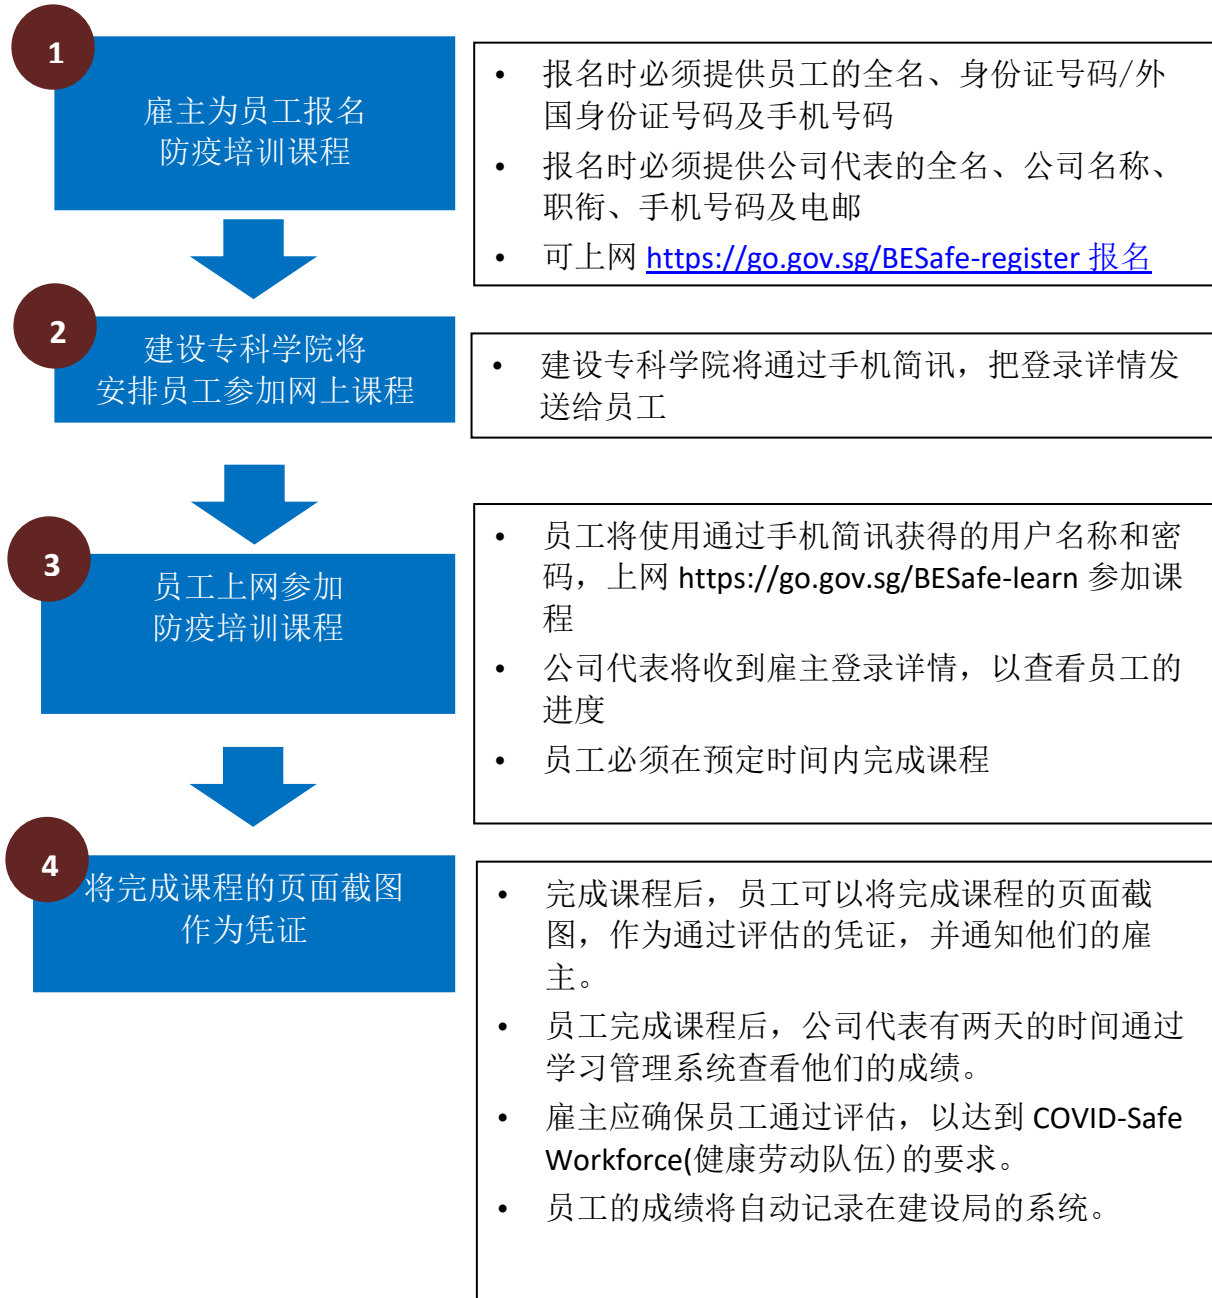 1
雇主为员工报名
防疫培训课程
• 报名时必须提供员工的全名、身份证号码/外
国身份证号码及手机号码
• 报名时必须提供公司代表的全名、公司名称、
职衔、手机号码及电邮
• 可上网 https://go.gov.sg/BESafe-register 报名
2
建设专科学院将
安排员工参加网上课程
• 建设专科学院将通过手机简讯，把登录详情发
送给员工
3
员工上网参加
防疫培训课程
• 员工将使用通过手机简讯获得的用户名称和密
码，上网 https://go.gov.sg/BESafe-learn 参加课
程
• 公司代表将收到雇主登录详情，以查看员工的
进度
• 员工必须在预定时间内完成课程
4
将完成课程的页面截图
作为凭证
• 完成课程后，员工可以将完成课程的页面截
图，作为通过评估的凭证，并通知他们的雇
主。
• 员工完成课程后，公司代表有两天的时间通过
学习管理系统查看他们的成绩。
• 雇主应确保员工通过评估，以达到 COVID-Safe
Workforce(健康劳动队伍)的要求。
• 员工的成绩将自动记录在建设局的系统。